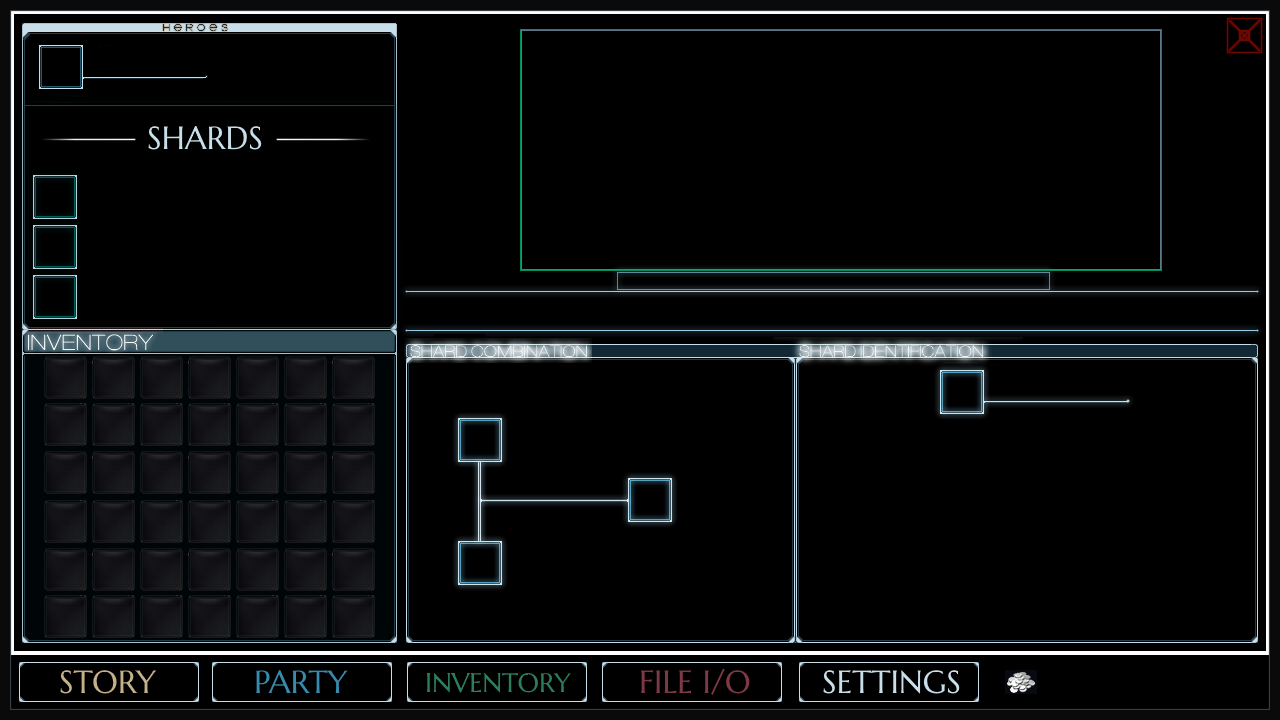 Heroes
SHARDS
INVENTORY
SHARD COMBINATION
SHARD IDENTIFICATION
STORY
PARTY
INVENTORY
FILE I/O
SETTINGS